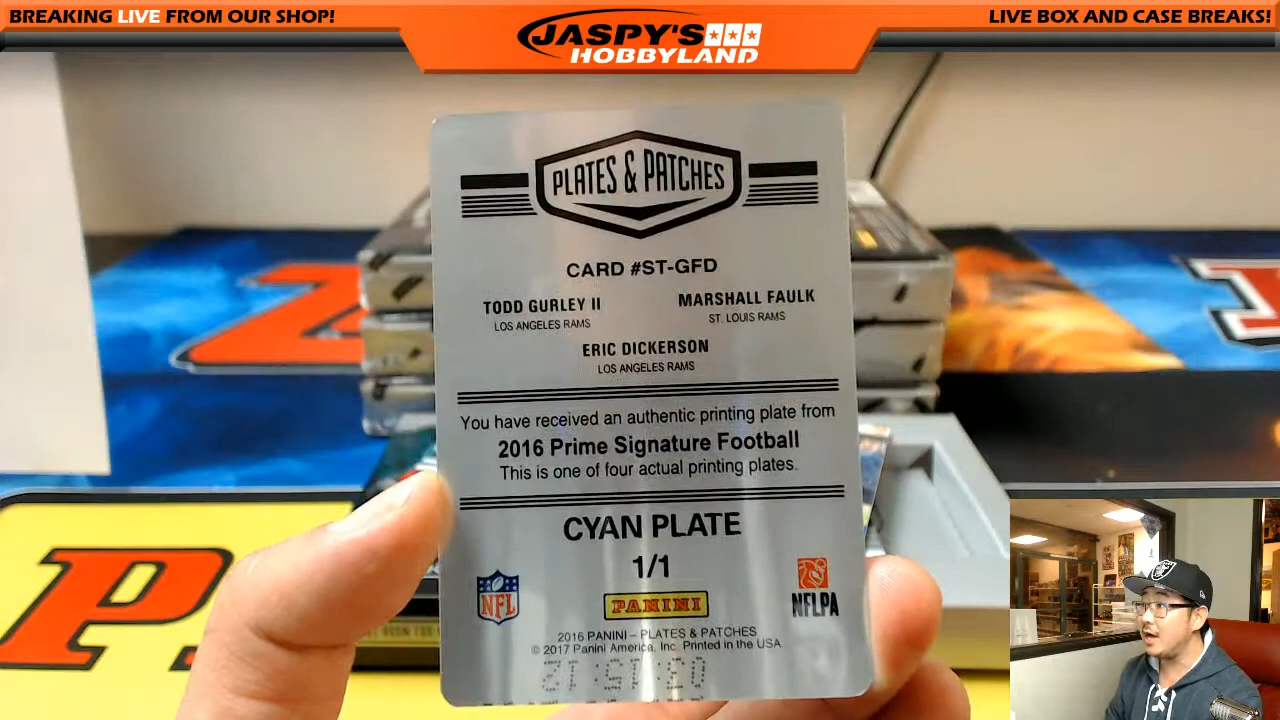 BREAKING LIVE FROM OUR SHOP!
JASPY'S
HOBBYLAND
LIVE BOX AND CASE BREAKS!
PLATES & PATCHES
CARD #ST-GFD
TODD GURLEY II
LOS ANGELES RAMS
MARSHALL FAULK
ST. LOUIS RAMS
ERIC DICKERSON
LOS ANGELES RAMS
You have received an authentic printing plate from
2016 Prime Signature Football
This is one of four actual printing plates.
CYAN PLATE
1/1
NFL
PANINI
NFLPA
2016 PANINI – PLATES & PATCHES
© 2017 Panini America, Inc. Printed in the USA